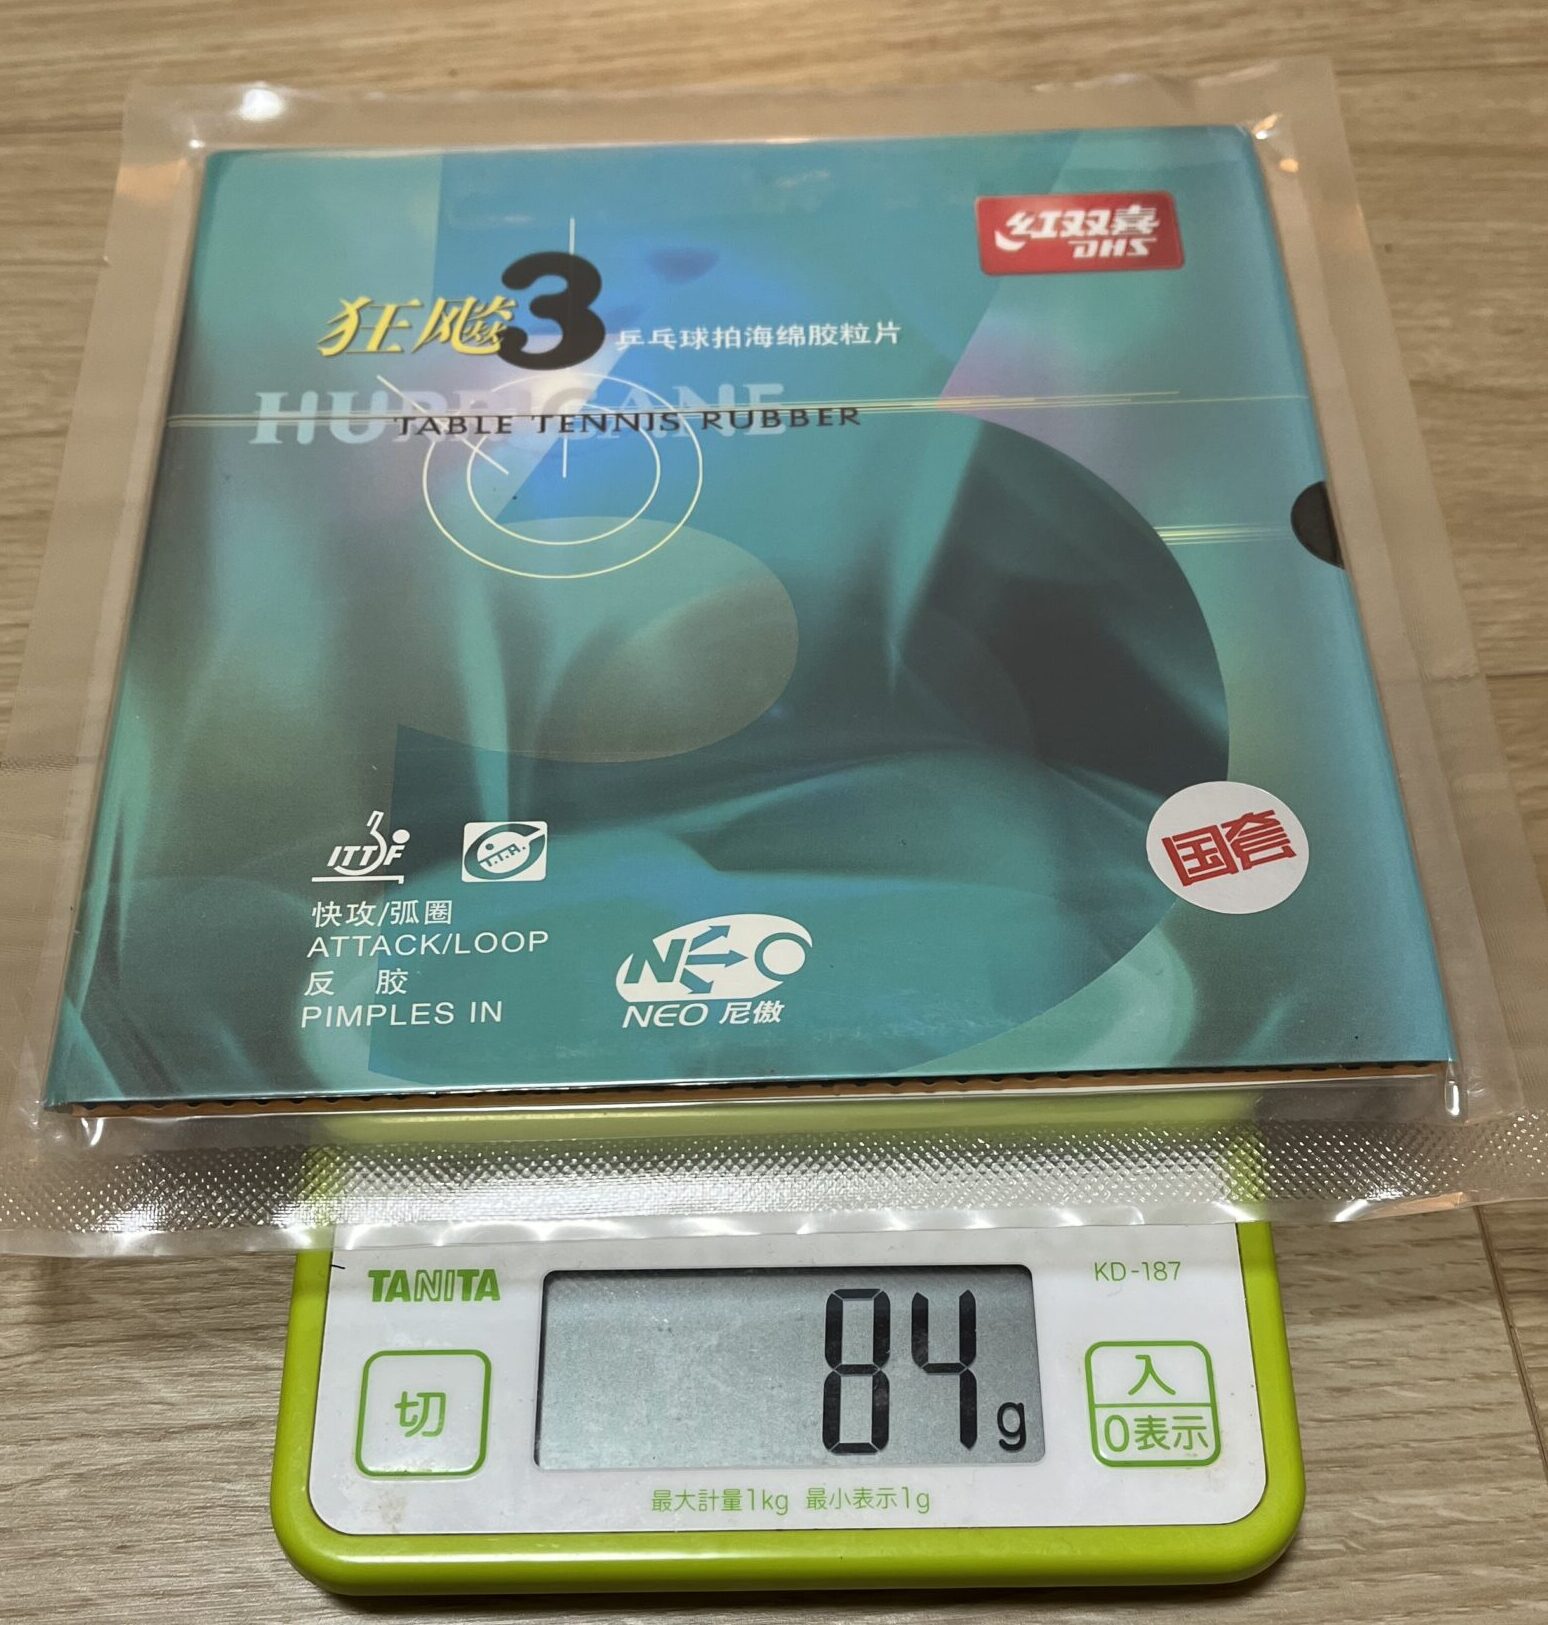 红双喜
DHS
狂飚3 乒乓球拍海绵胶粒片
HURRICANE
TABLE TENNIS RUBBER
国套
ITTF
T.T.A.
快攻/弧圈
ATTACK/LOOP
反 胶
PIMPLES IN
NEO
NEO 尼傲
TANITA
KD-187
切
84g
入
0表示
最大計量1kg 最小表示1g